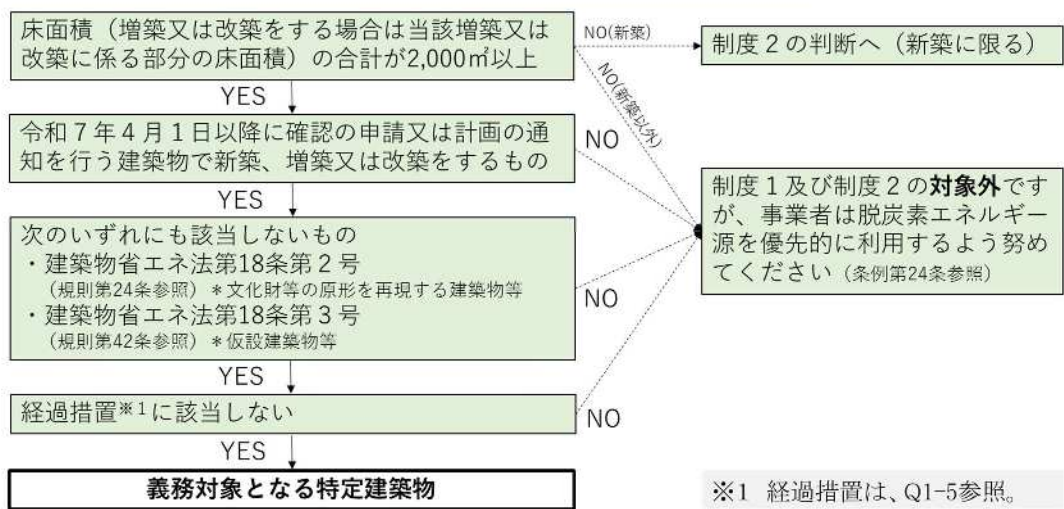 床面積（増築又は改築をする場合は当該増築又は
改築に係る部分の床面積）の合計が2,000㎡以上
NO(新築)
制度２の判断へ（新築に限る）
NO(新築以外)
YES
令和７年４月１日以降に確認の申請又は計画の通
知を行う建築物で新築、増築又は改築をするもの
NO
YES
制度１及び制度２の対象外です
が、事業者は脱炭素エネルギー
源を優先的に利用するよう努め
てください（条例第24条参照）
次のいずれにも該当しないもの
・建築物省エネ法第18条第２号
（規則第24条参照）＊文化財等の原形を再現する建築物等
・建築物省エネ法第18条第３号
（規則第42条参照）＊仮設建築物等
NO
YES
経過措置※１に該当しない
NO
YES
義務対象となる特定建築物
※1　経過措置は、Q1-5参照。